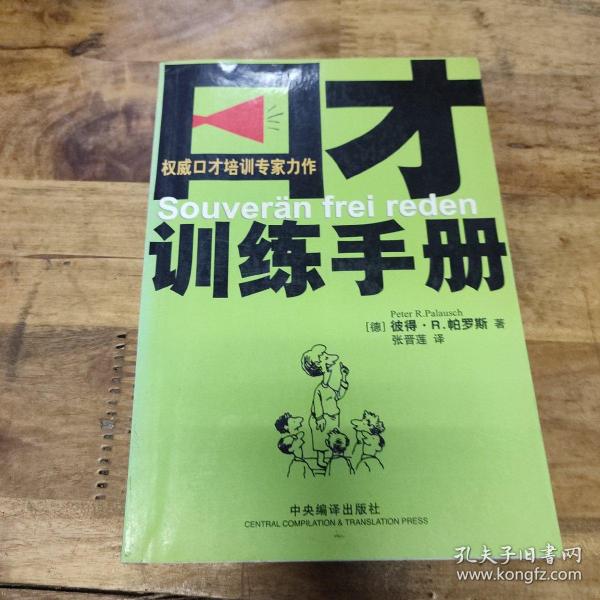 口才
权威口才培训专家力作
Souverän frei reden
训练手册
Peter R.Palausch
[德] 彼得·R.帕罗斯 著
张晋莲 译
中央编译出版社
CENTRAL COMPILATION & TRANSLATION PRESS
孔夫子旧书网
www.kongfz.com